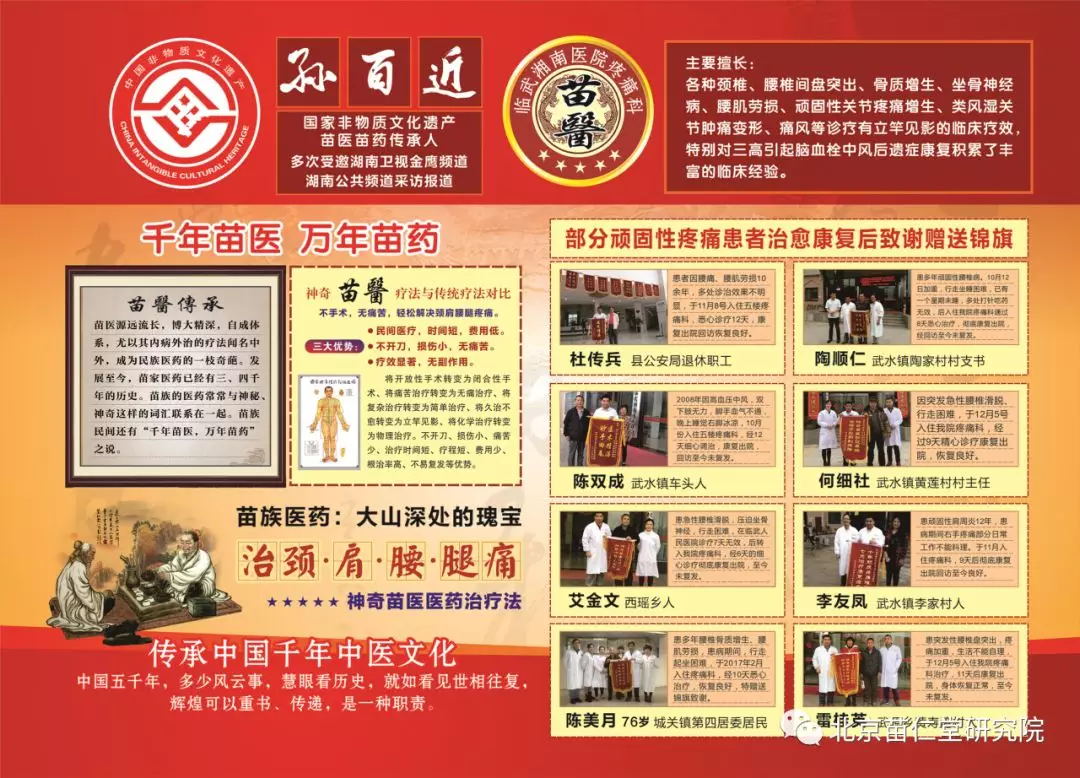 中国非物质文化遗产
CHINA INTANGIBLE CULTURAL HERITAGE
孙百近
国家非物质文化遗产
苗医苗药传承人
多次受邀湖南卫视金鹰频道
湖南公共频道采访报道
临武湘南医院疼痛科
苗醫
主要擅长：
各种颈椎、腰椎间盘突出、骨质增生、坐骨神经
病、腰肌劳损、顽固性关节疼痛增生、类风湿关
节肿痛变形、痛风等诊疗有立竿见影的临床疗效，
特别对三高引起脑血栓中风后遗症康复积累了丰
富的临床经验。
千年苗医 万年苗药
苗醫傳承
苗医源远流长，博大精深，自成体
系，尤以其内病外治的疗法闻名中
外，成为民族医药的一枝奇葩。发
展至今，苗家医药已经有三、四千
年的历史。苗族的医药常常与神秘、
神奇这样的词汇联系在一起。苗族
民间还有“千年苗医，万年苗药”
之说。
神奇 苗醫 疗法与传统疗法对比
不手术，无痛苦，轻松解决颈肩腰腿疼痛。
三大优势：
●民间医疗，时间短，费用低。
●不开刀、损伤小、无痛苦。
●疗效显著，无副作用。
将开放性手术转变为闭合性手
术、将痛苦治疗转变为无痛治疗、将
复杂治疗转变为简单治疗、将久治不
愈转变为立竿见影、将化学治疗转变
为物理治疗。不开刀、损伤小、痛苦
少、治疗时间短、疗程短、费用少、
根治率高、不易复发等优势。
苗族医药：大山深处的瑰宝
治颈·肩·腰·腿痛
★★★★★ 神奇苗医医药治疗法
传承中国千年中医文化
中国五千年，多少风云事，慧眼看历史，就如看见世相往复，
辉煌可以重书、传递，是一种职责。
部分顽固性疼痛患者治愈康复后致谢赠送锦旗
患者因腰痛、腰肌劳损10
余年，多处诊治效果不明
显，于11月8号入住五楼疼
痛科，悉心诊疗12天，康
复出院回访恢复良好。
杜传兵 县公安局退休职工
患多年顽固性腰椎病。10月12
日加重，行走坐睡困难，已有
一个星期未睡，多处打针吃药
无效，后入住我院疼痛科通过
8天悉心治疗，彻底康复出院，
经回访至今未复发。
陶顺仁 武水镇陶家村村支书
2008年因高血压中风，双
下肢无力，脚手血气不通，
晚上睡觉右脚冰凉，10月
份入住五楼疼痛科，经12
天细心调治，康复出院，
回访至今未复发。
陈双成 武水镇车头人
因突发急性腰椎滑脱、
行走困难，于12月5号
入住我院疼痛科，经
过9天精心诊疗康复出
院，恢复良好。
何细社 武水镇黄莲村村主任
患急性腰椎滑脱，压迫坐骨
神经，行走困难，在临武人
民医院诊疗7天无效，后转
入我院疼痛科，经6天的细
心诊疗彻底康复出院，至今
未复发。
艾金文 西瑶乡人
患顽固性肩周炎12年，患
病期间右手疼痛部分日常
工作不能料理。于11月入
住疼痛科，9天后彻底康复
出院回访至今良好。
李友凤 武水镇李家村人
患多年腰椎骨质增生、腰
肌劳损，患病期间，行走
起坐困难，于2017年2月
入住疼痛科，经10天悉心
治疗，恢复良好，特赠送
锦旗致谢。
陈美月 76岁 城关镇第四居委居民
患突发性腰椎盘突出，疼
痛加重，生活不能自理，
于12月5号入住我院疼痛
科治疗，11天后康复出
院，身体恢复正常，至今
未复发。
北京苗仁堂研究院